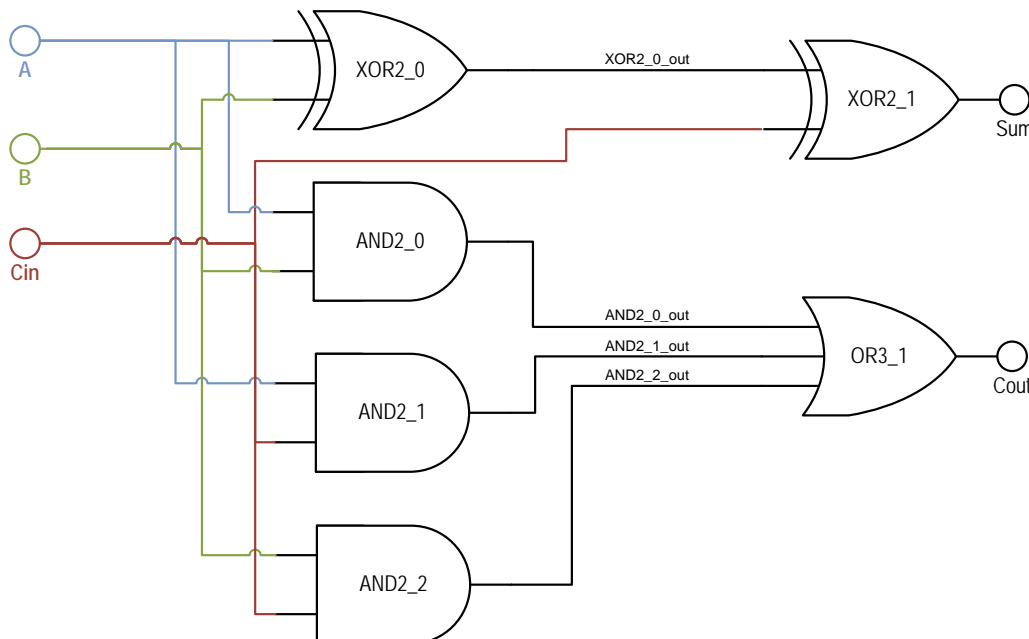 A
B
Cin
XOR2_0
XOR2_0_out
XOR2_1
Sum
AND2_0
AND2_0_out
AND2_1_out
AND2_2_out
OR3_1
Cout
AND2_1
AND2_2